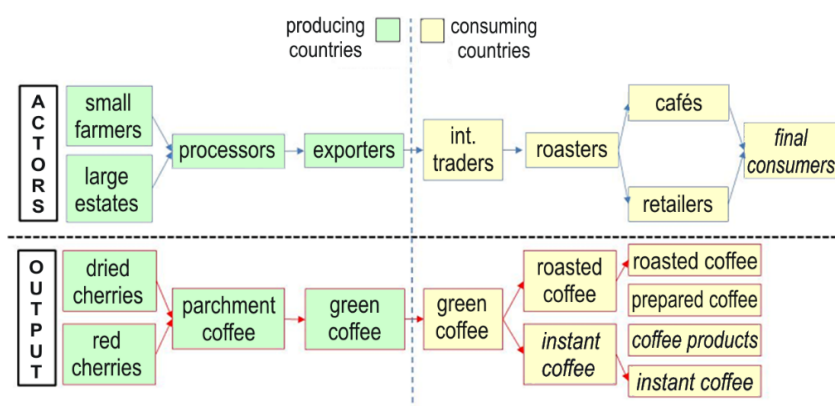 producing
countries
consuming
countries
ACTORS
small
farmers
large
estates
processors
exporters
int.
traders
roasters
cafés
retailers
final
consumers
OUTPUT
dried
cherries
red
cherries
parchment
coffee
green
coffee
green
coffee
roasted
coffee
instant
coffee
roasted coffee
prepared coffee
coffee products
instant coffee